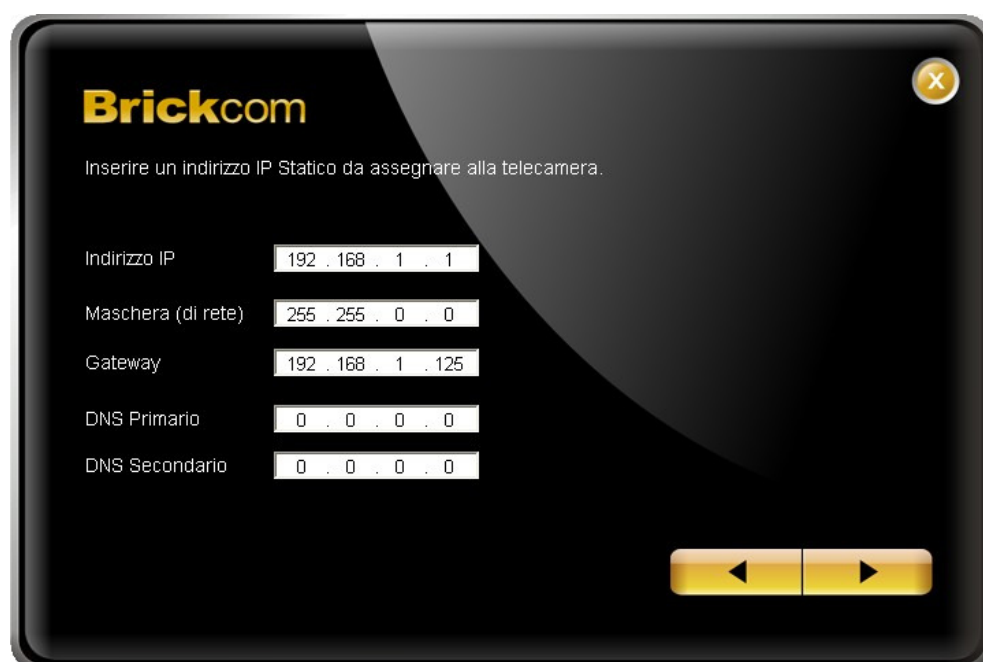 Brickcom
X
Inserire un indirizzo IP Statico da assegnare alla telecamera.
Indirizzo IP 192 . 168 . 1 . 1
Maschera (di rete) 255 . 255 . 0 . 0
Gateway 192 . 168 . 1 . 125
DNS Primario 0 . 0 . 0 . 0
DNS Secondario 0 . 0 . 0 . 0